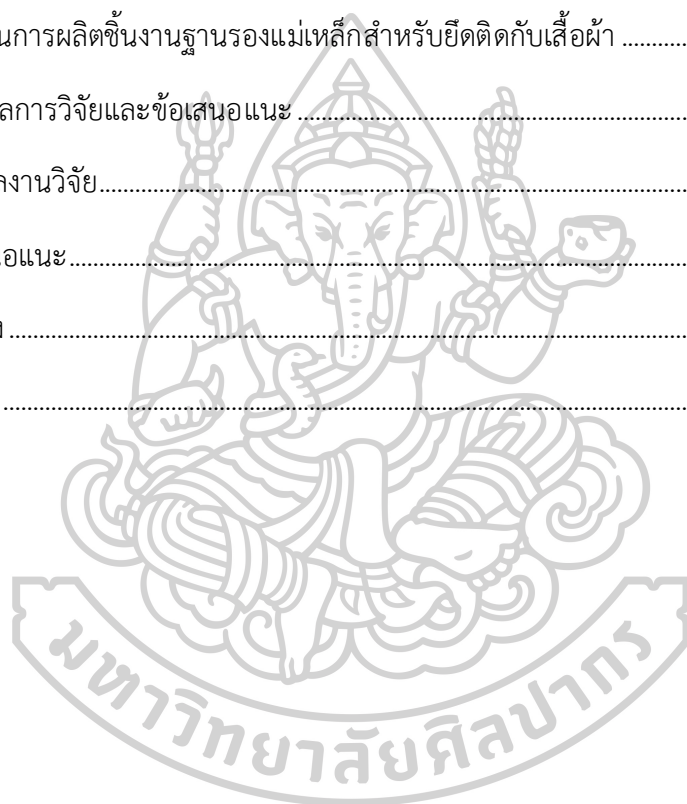 นการผลิตชิ้นงานฐานรองแม่เหล็กสำหรับยึดติดกับเสื้อผ้า ............
ลการวิจัยและข้อเสนอแนะ ............
ลงานวิจัย............
อแนะ............
............
............
มหาวิทยาลัยศิลปากร